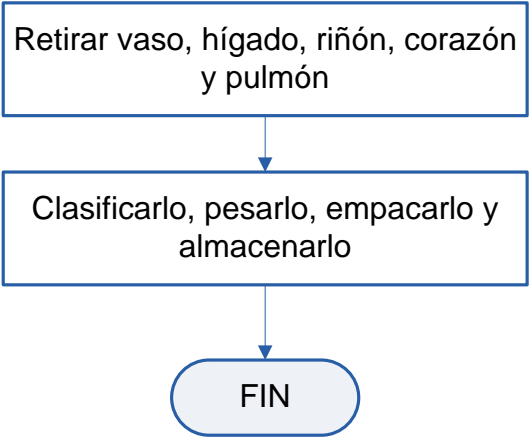 Retirar vaso, hígado, riñón, corazón
y pulmón
Clasificarlo, pesarlo, empacarlo y
almacenarlo
FIN